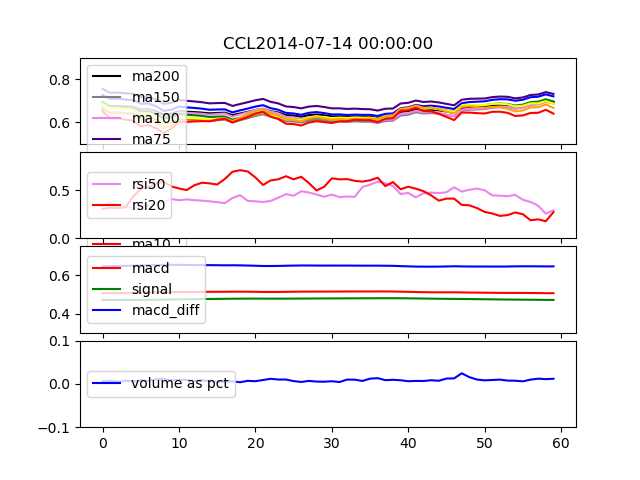 CCL2014-07-14 00:00:00
0.8
0.6
ma200
ma150
ma100
ma75
0.5
0.0
rsi50
rsi20
ma10
0.6
0.4
macd
signal
macd_diff
0.1
0.0
−0.1
volume as pct
0 10 20 30 40 50 60